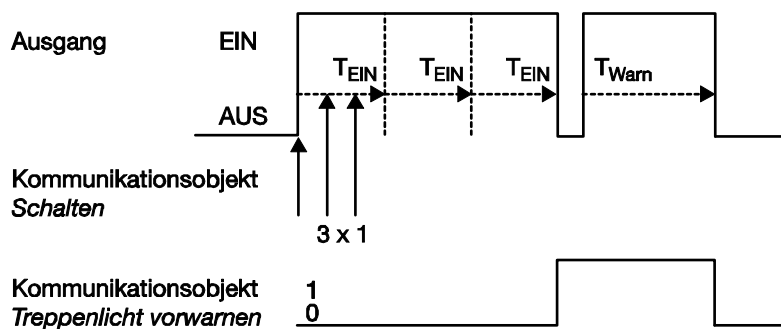 Ausgang EIN
T_EIN T_EIN T_EIN T_Warn
AUS
Kommunikationsobjekt
Schalten
3 x 1
Kommunikationsobjekt 1
Treppenlicht vorwarnen 0